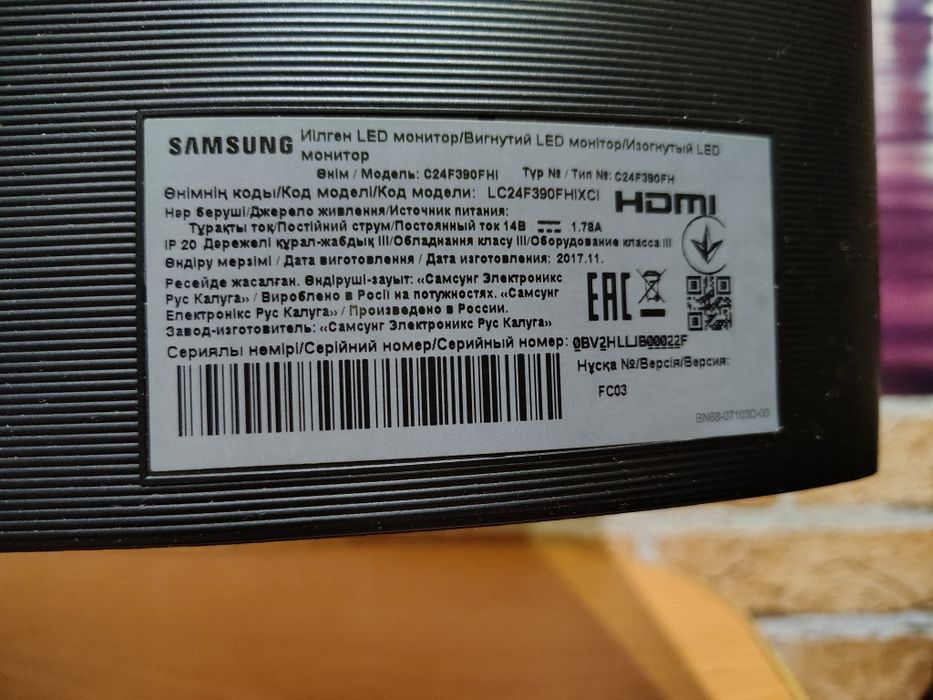 SAMSUNG Иілген LED монитор/Вигнутий LED монітор/Изогнутый LED
монитор
Өнім / Модель: C24F390FHI Түр № / Тип №: C24F390FH
Өнімнің коды/Код моделі/Код модели: LC24F390FHIXCI HDMI
Нәр беруші/Джерело живлення/Источник питания:
Тұрақты тоқ/Постійний струм/Постоянный ток 14В 1.78A
IP 20 Дәрежелі құрал-жабдық III/Обладнання класу III/Оборудование класса III
Өндіру мерзімі / Дата виготовлення / Дата изготовления: 2017.11.
Ресейде жасалған. Өндіруші-зауыт: «Самсунг Электроникс
Рус Калуга» / Вироблено в Росії на потужностях. «Самсунг
Електронікс Рус Калуга» / Произведено в России.
Завод-изготовитель: «Самсунг Электроникс Рус Калуга»
EAC
Сериялы нөмірі/Серійний номер/Серийный номер: 0BV2HLLJB00022F
Нұсқа №/Версія/Версия:
FC03
BN68-07103D-00